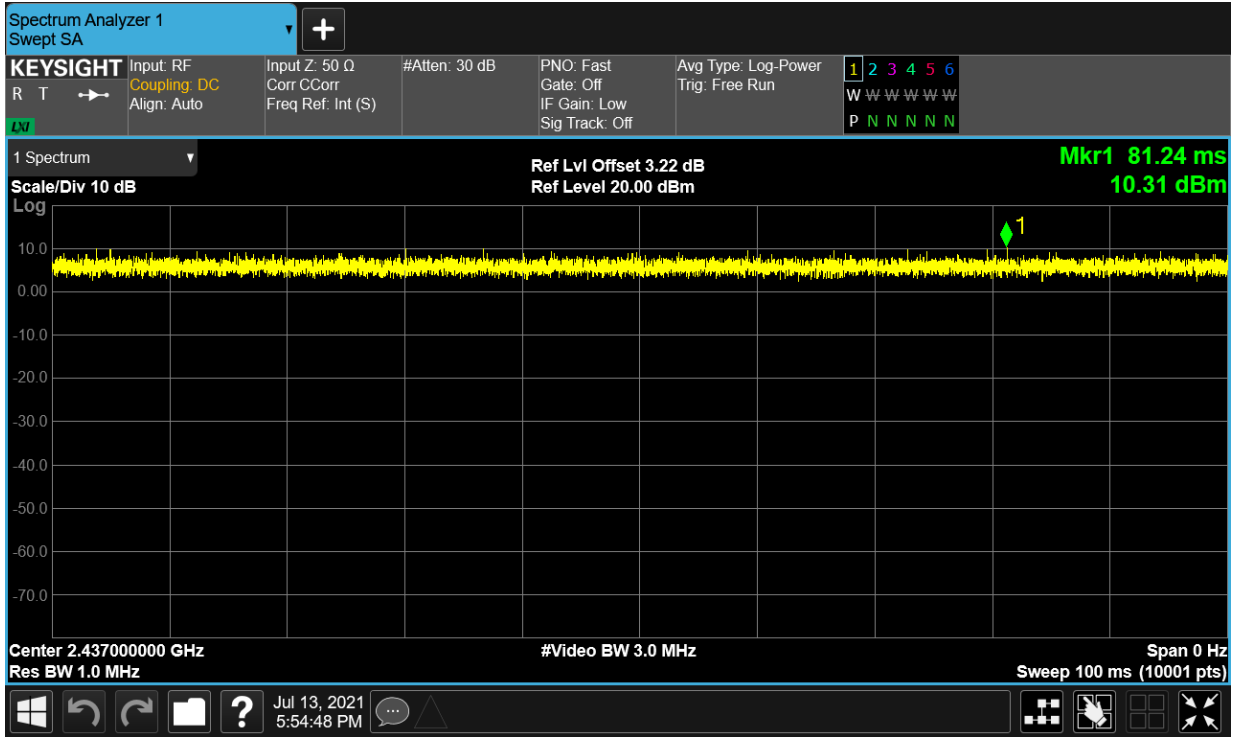 Spectrum Analyzer 1
Swept SA
KEYSIGHT
R T
LXI
Input: RF
Coupling: DC
Align: Auto
Input Z: 50 Ω
Corr CCorr
Freq Ref: Int (S)
#Atten: 30 dB
PNO: Fast
Gate: Off
IF Gain: Low
Sig Track: Off
Avg Type: Log-Power
Trig: Free Run
1 2 3 4 5 6
W W W W W W
P N N N N N
1 Spectrum
Scale/Div 10 dB
Log
Ref Lvl Offset 3.22 dB
Ref Level 20.00 dBm
Mkr1 81.24 ms
10.31 dBm
1
10.0
0.00
-10.0
-20.0
-30.0
-40.0
-50.0
-60.0
-70.0
Center 2.437000000 GHz
Res BW 1.0 MHz
#Video BW 3.0 MHz
Span 0 Hz
Sweep 100 ms (10001 pts)
?
Jul 13, 2021
5:54:48 PM